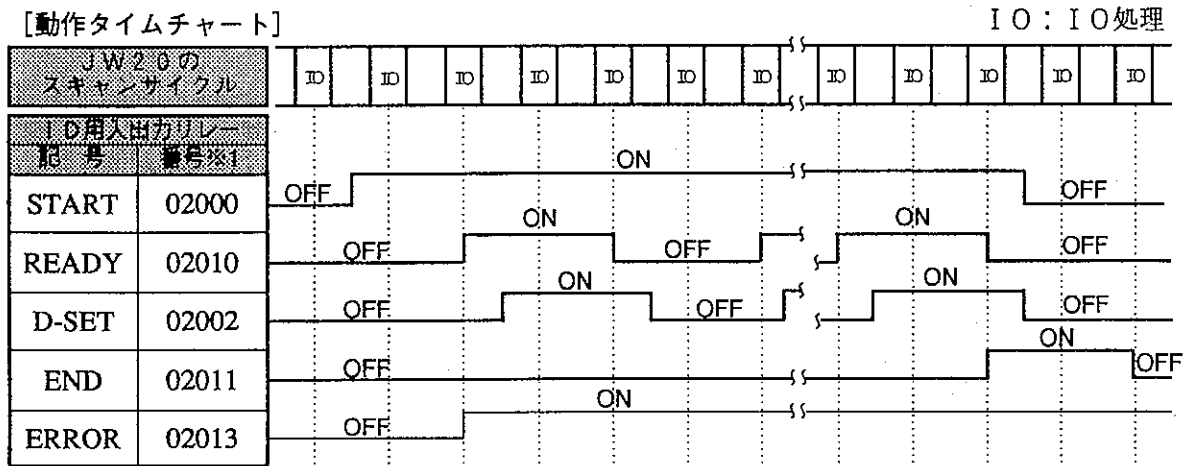 [動作タイムチャート]
IO:IO処理
JW20の
スキャンサイクル
IO IO IO IO IO IO IO IO IO IO IO IO
ID用入出力リレー
記号 番号※1
START 02000 OFF ON OFF
READY 02010 OFF ON OFF ON OFF
D-SET 02002 OFF ON OFF ON OFF
END 02011 OFF ON OFF
ERROR 02013 OFF ON